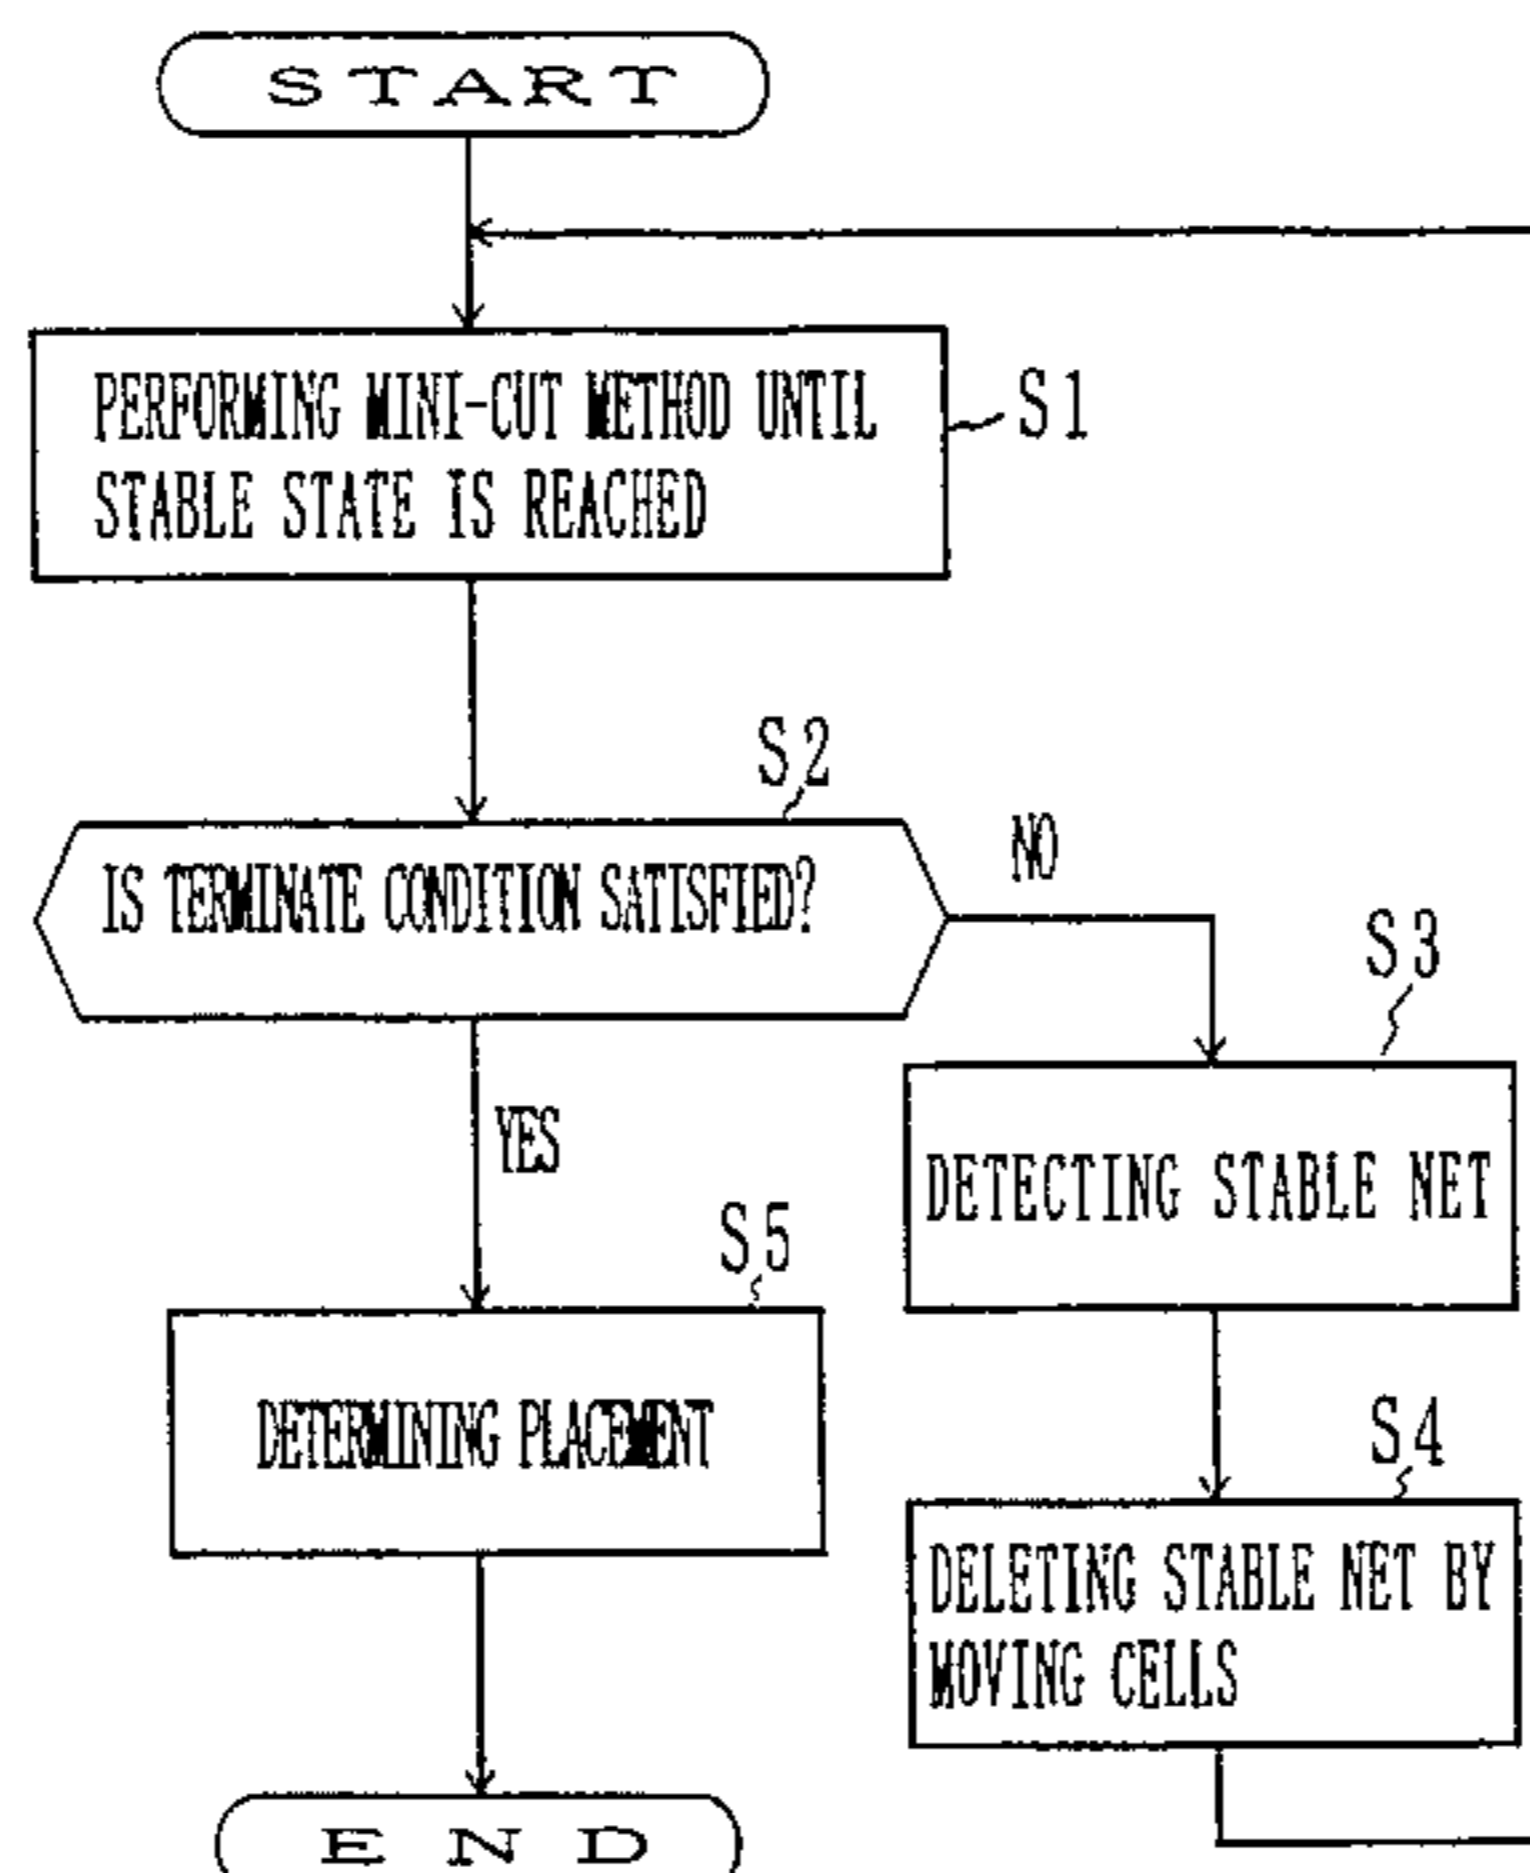 START
PERFORMING MINI-CUT METHOD UNTIL
STABLE STATE IS REACHED
S1
S2
IS TERMINATE CONDITION SATISFIED?
NO
YES
S3
DETECTING STABLE NET
S5
DETERMINING PLACEMENT
S4
DELETING STABLE NET BY
MOVING CELLS
END